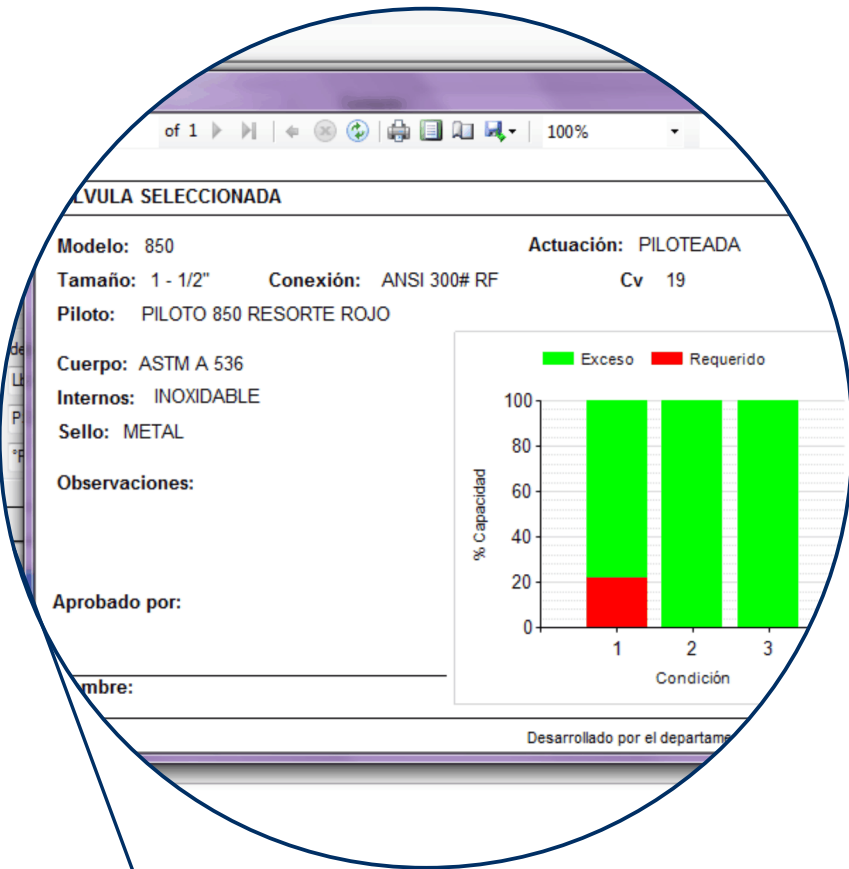 of 1 100%
LVULA SELECCIONADA
Modelo: 850 Actuación: PILOTEADA
Tamaño: 1 - 1/2" Conexión: ANSI 300# RF Cv 19
Piloto: PILOTO 850 RESORTE ROJO
Cuerpo: ASTM A 536
Internos: INOXIDABLE
Sello: METAL
Observaciones:
Aprobado por:
mbre:
Exceso Requerido
100
80
60
40
20
0
% Capacidad
1 2 3
Condición
Desarrollado por el departame
de
°F